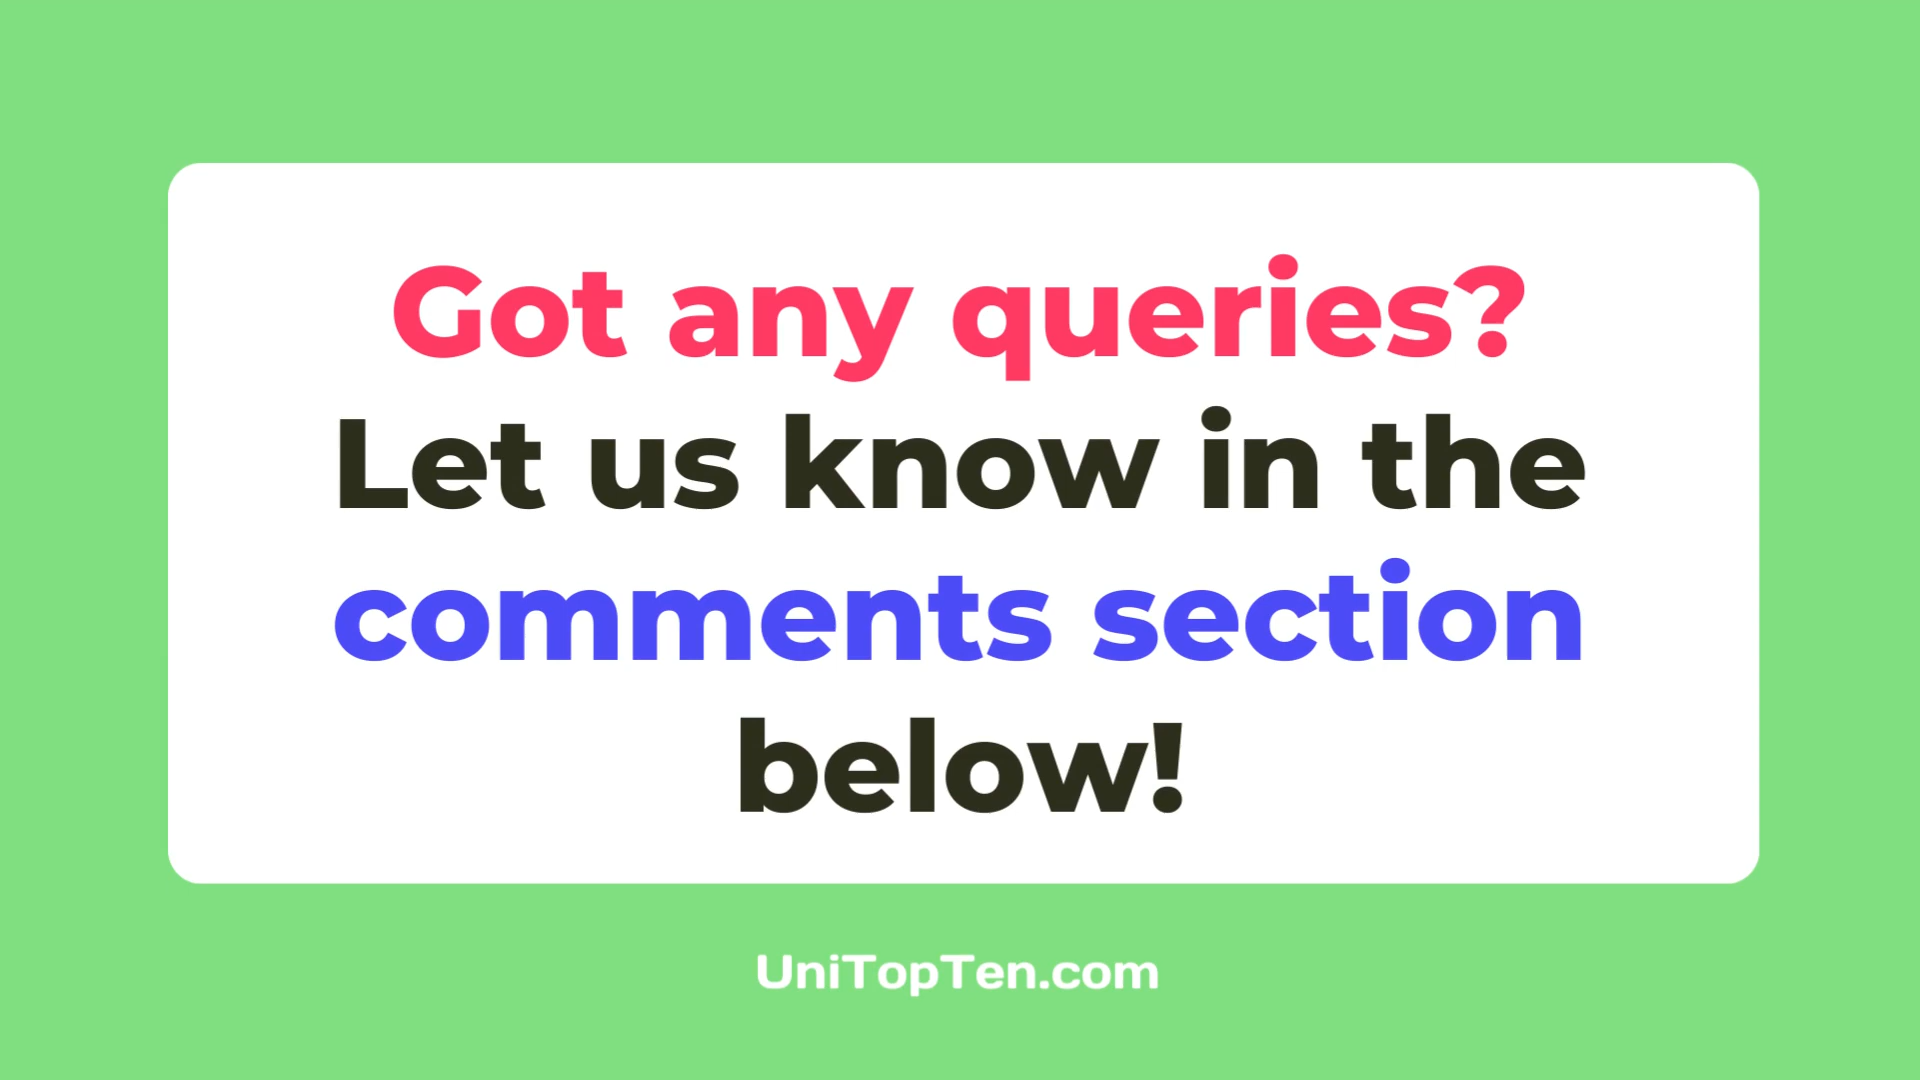 Got any queries?
Let us know in the
comments section
below!
UniTopTen.com